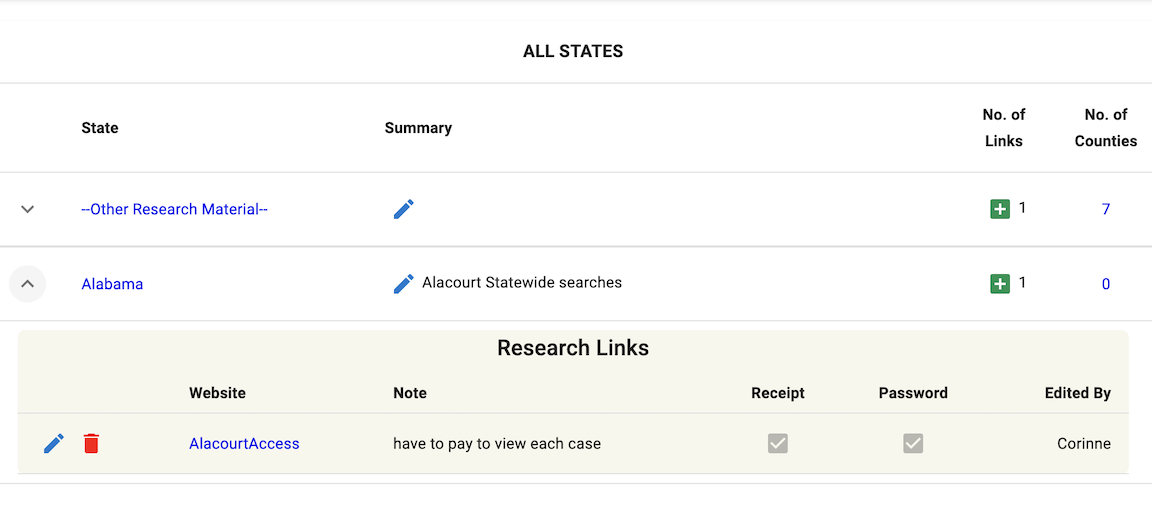 ALL STATES
State Summary No. of Links No. of Counties
--Other Research Material-- 1 7
Alabama Alacourt Statewide searches 1 0
Research Links
Website Note Receipt Password Edited By
AlacourtAccess have to pay to view each case Corinne